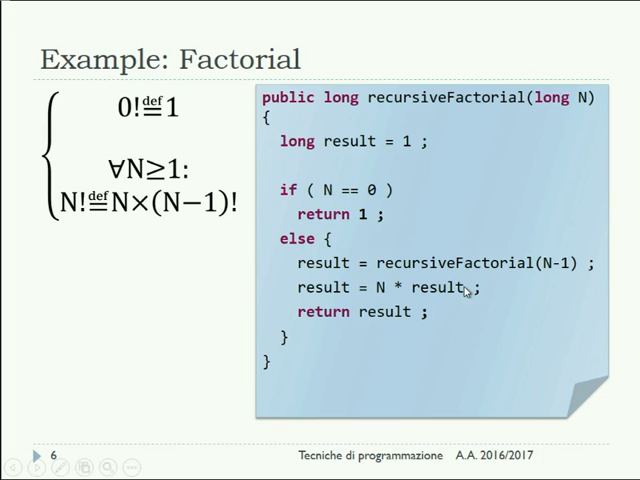 Example: Factorial
0!≝1
∀N≥1:
N!≝N×(N−1)!
public long recursiveFactorial(long N)
{
long result = 1 ;
if ( N == 0 )
return 1 ;
else {
result = recursiveFactorial(N-1) ;
result = N * result ;
return result ;
}
}
6
Tecniche di programmazione A.A. 2016/2017